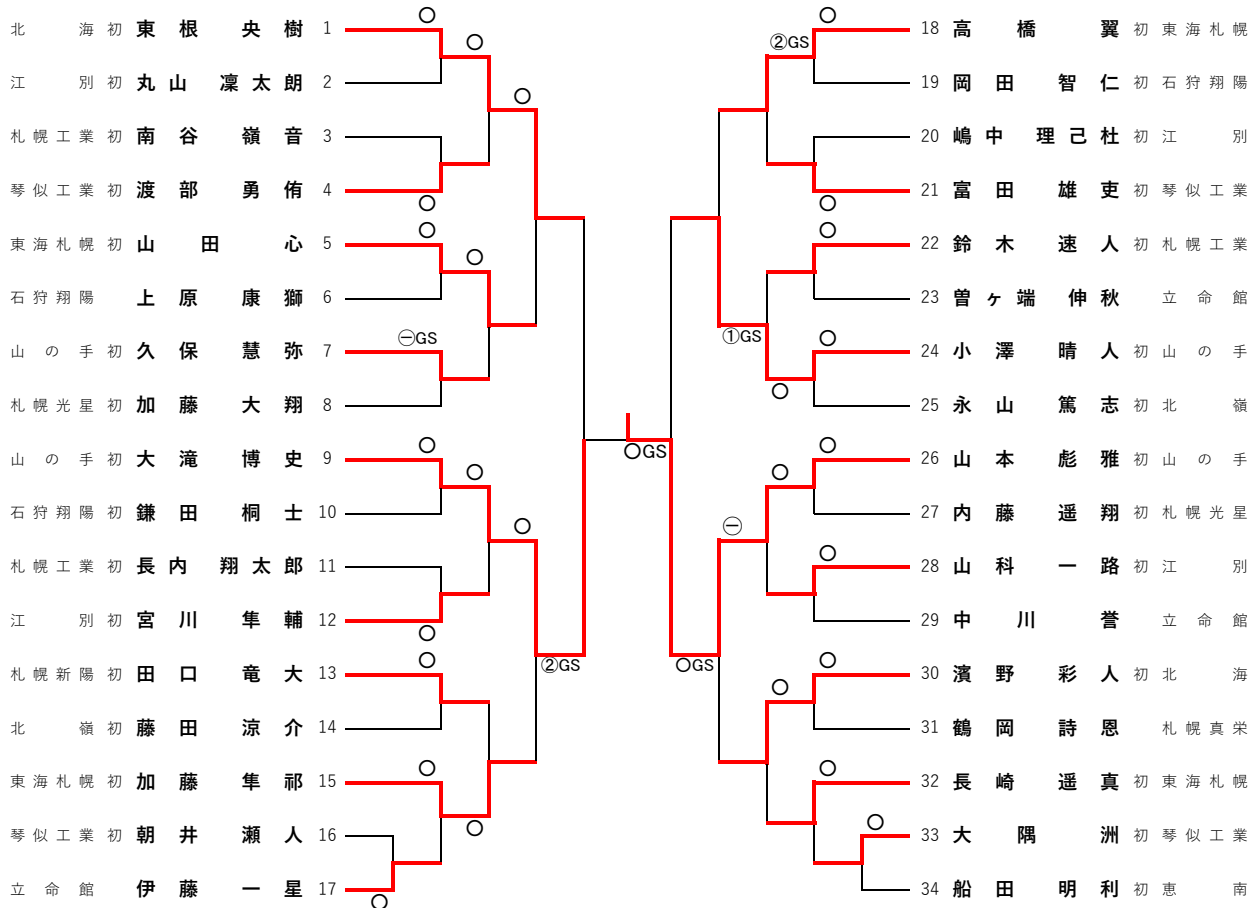 北海初 東根央樹 1 〇
江別初 丸山凜太朗 2
札幌工業初 南谷嶺音 3
琴似工業初 渡部勇侑 4 〇
東海札幌初 山田心 5 〇
石狩翔陽 上原康獅 6
山の手初 久保慧弥 7 ㊀GS
札幌光星初 加藤大翔 8
山の手初 大滝博史 9 〇
石狩翔陽初 鎌田桐士 10
札幌工業初 長内翔太郎 11
江別初 宮川隼輔 12 〇
札幌新陽初 田口竜大 13 〇
北嶺初 藤田涼介 14
東海札幌初 加藤隼祁 15 〇
琴似工業初 朝井瀬人 16
立命館 伊藤一星 17 〇
〇
〇
〇
〇
〇
②GS
〇
〇GS
〇 18 高橋翼 初東海札幌
19 岡田智仁 初石狩翔陽
20 嶋中理己杜 初江別
〇 21 富田雄吏 初琴似工業
〇 22 鈴木速人 初札幌工業
23 曽ヶ端伸秋 立命館
〇 24 小澤晴人 初山の手
25 永山篤志 初北嶺
〇 26 山本彪雅 初山の手
27 内藤遥翔 初札幌光星
〇 28 山科一路 初江別
29 中川誉 立命館
〇 30 濱野彩人 初北海
31 鶴岡詩恩 札幌真栄
〇 32 長崎遥真 初東海札幌
〇 33 大隅洲 初琴似工業
34 船田明利 初恵南
②GS
①GS
〇
〇
㊀
〇GS
〇